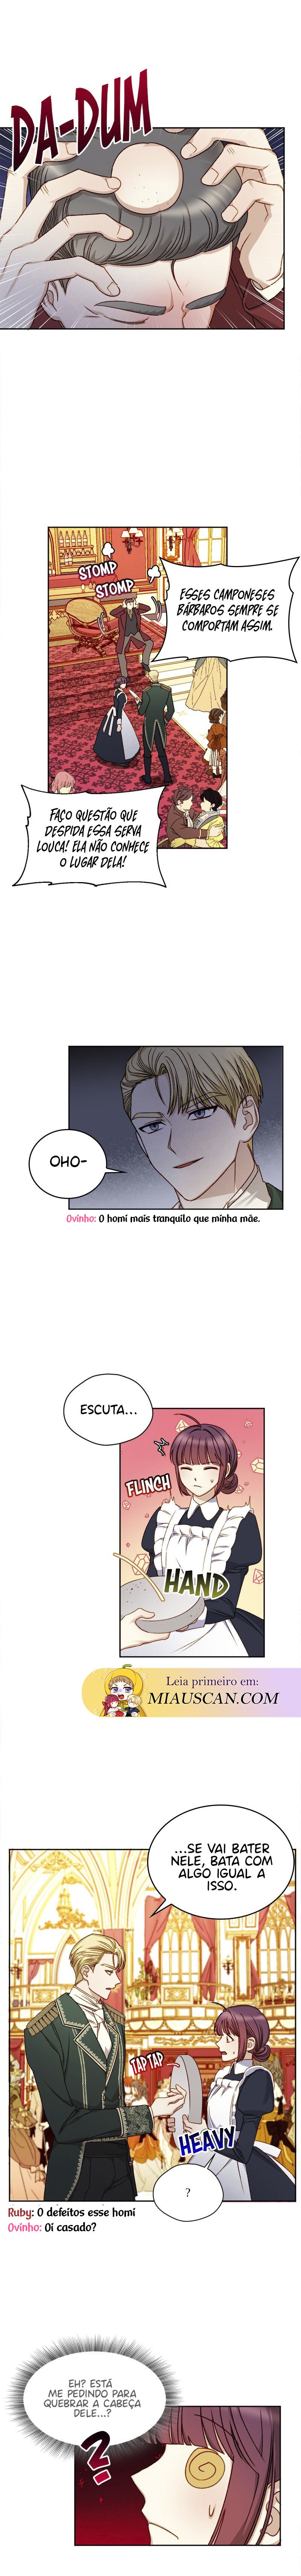 DA-DUM
STOMP
STOMP
ESSES CAMPONESES
BÁRBAROS SEMPRE SE
COMPORTAM ASSIM.
FAÇO QUESTÃO QUE
DESPIDA ESSA SERVA
LOUCA! ELA NÃO CONHECE
O LUGAR DELA!
OHO-
Ovinho: O homi mais tranquilo que minha mãe.
ESCUTA...
FLINCH
HAND
Leia primeiro em:
MIAUSCAN.COM
...SE VAI BATER
NELE, BATA COM
ALGO IGUAL A
ISSO.
TAP TAP
HEAVY
?
Ruby: O defeitos esse homi
Ovinho: Oi casado?
EH? ESTÁ
ME PEDINDO PARA
QUEBRAR A CABEÇA
DELE...?
?